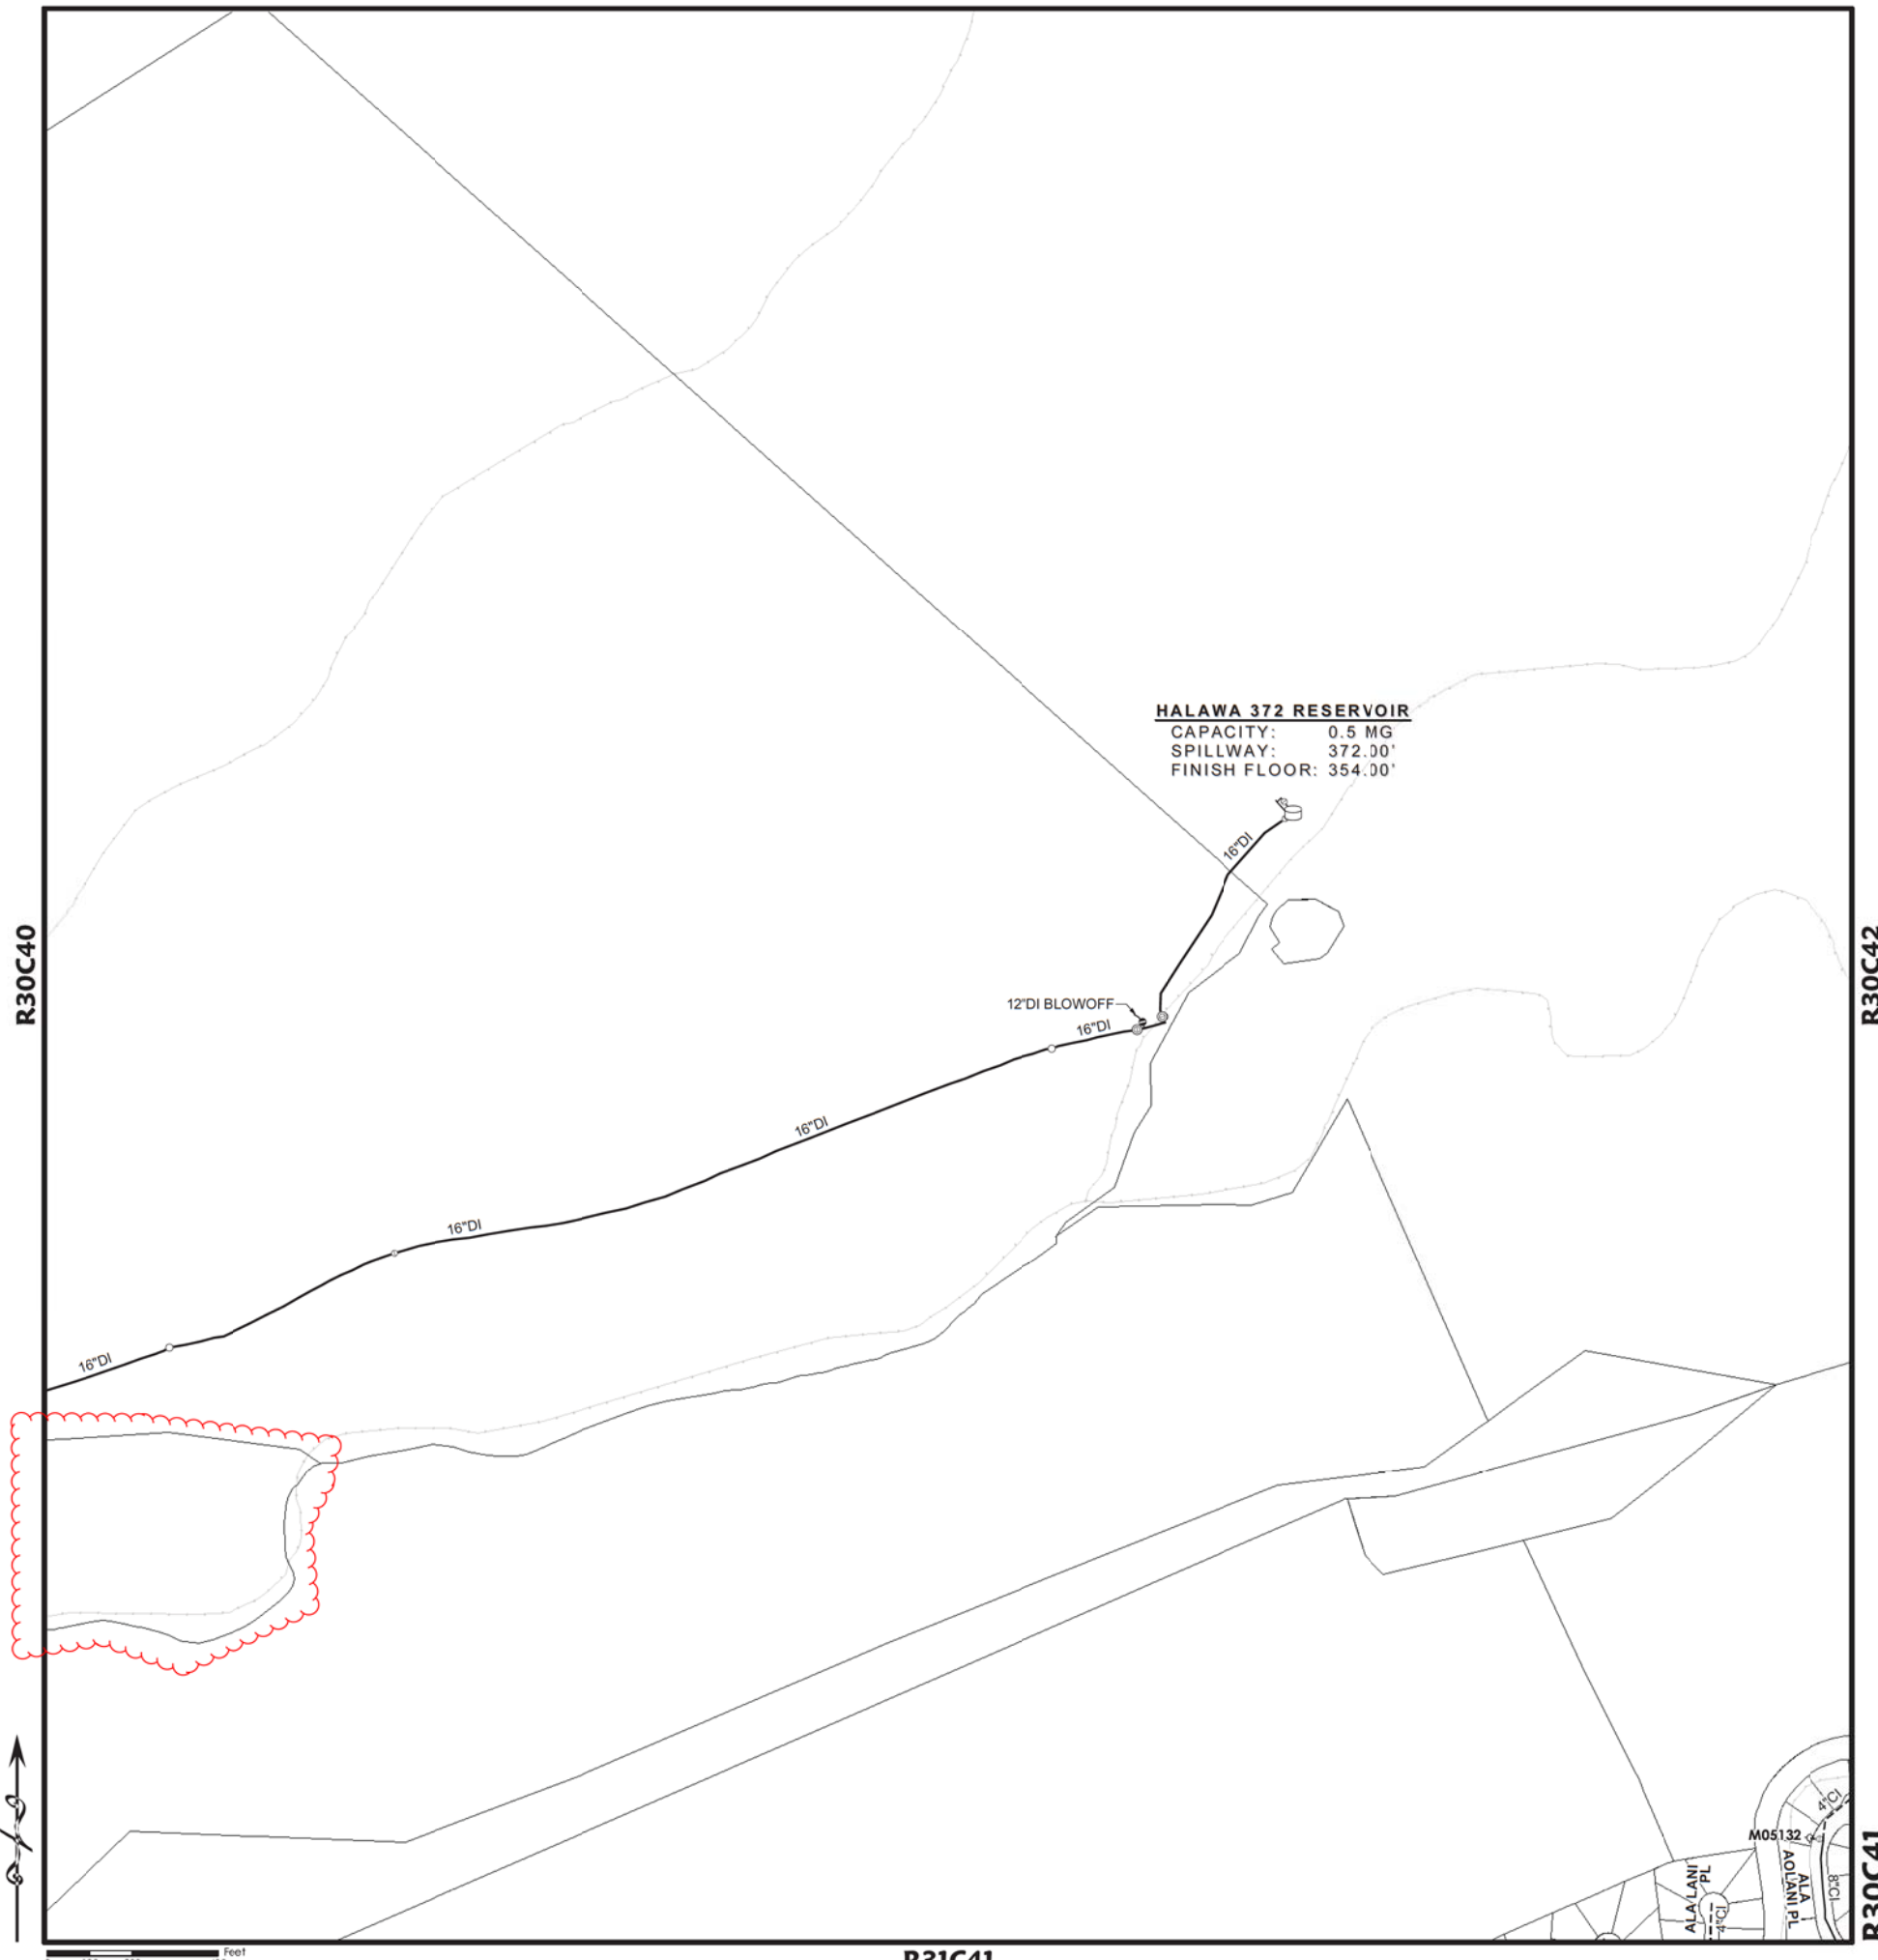 HALAWA 372 RESERVOIR
CAPACITY: 0.5 MG
SPILLWAY: 372.00'
FINISH FLOOR: 354.00'
16"DI
R30C40
R30C42
12"DI BLOWOFF
16"DI
16"DI
16"DI
16"DI
4"CI
M05132
ALA AOLANI PL
8"CI
ALA LANI PL
4"CI
R30C41
Feet
R31C41